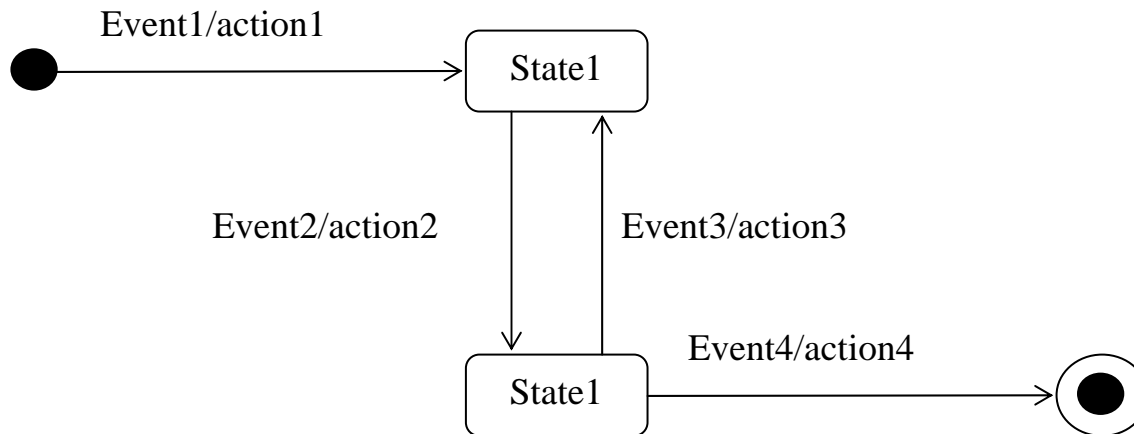 Event1/action1
State1
Event2/action2
Event3/action3
State1
Event4/action4